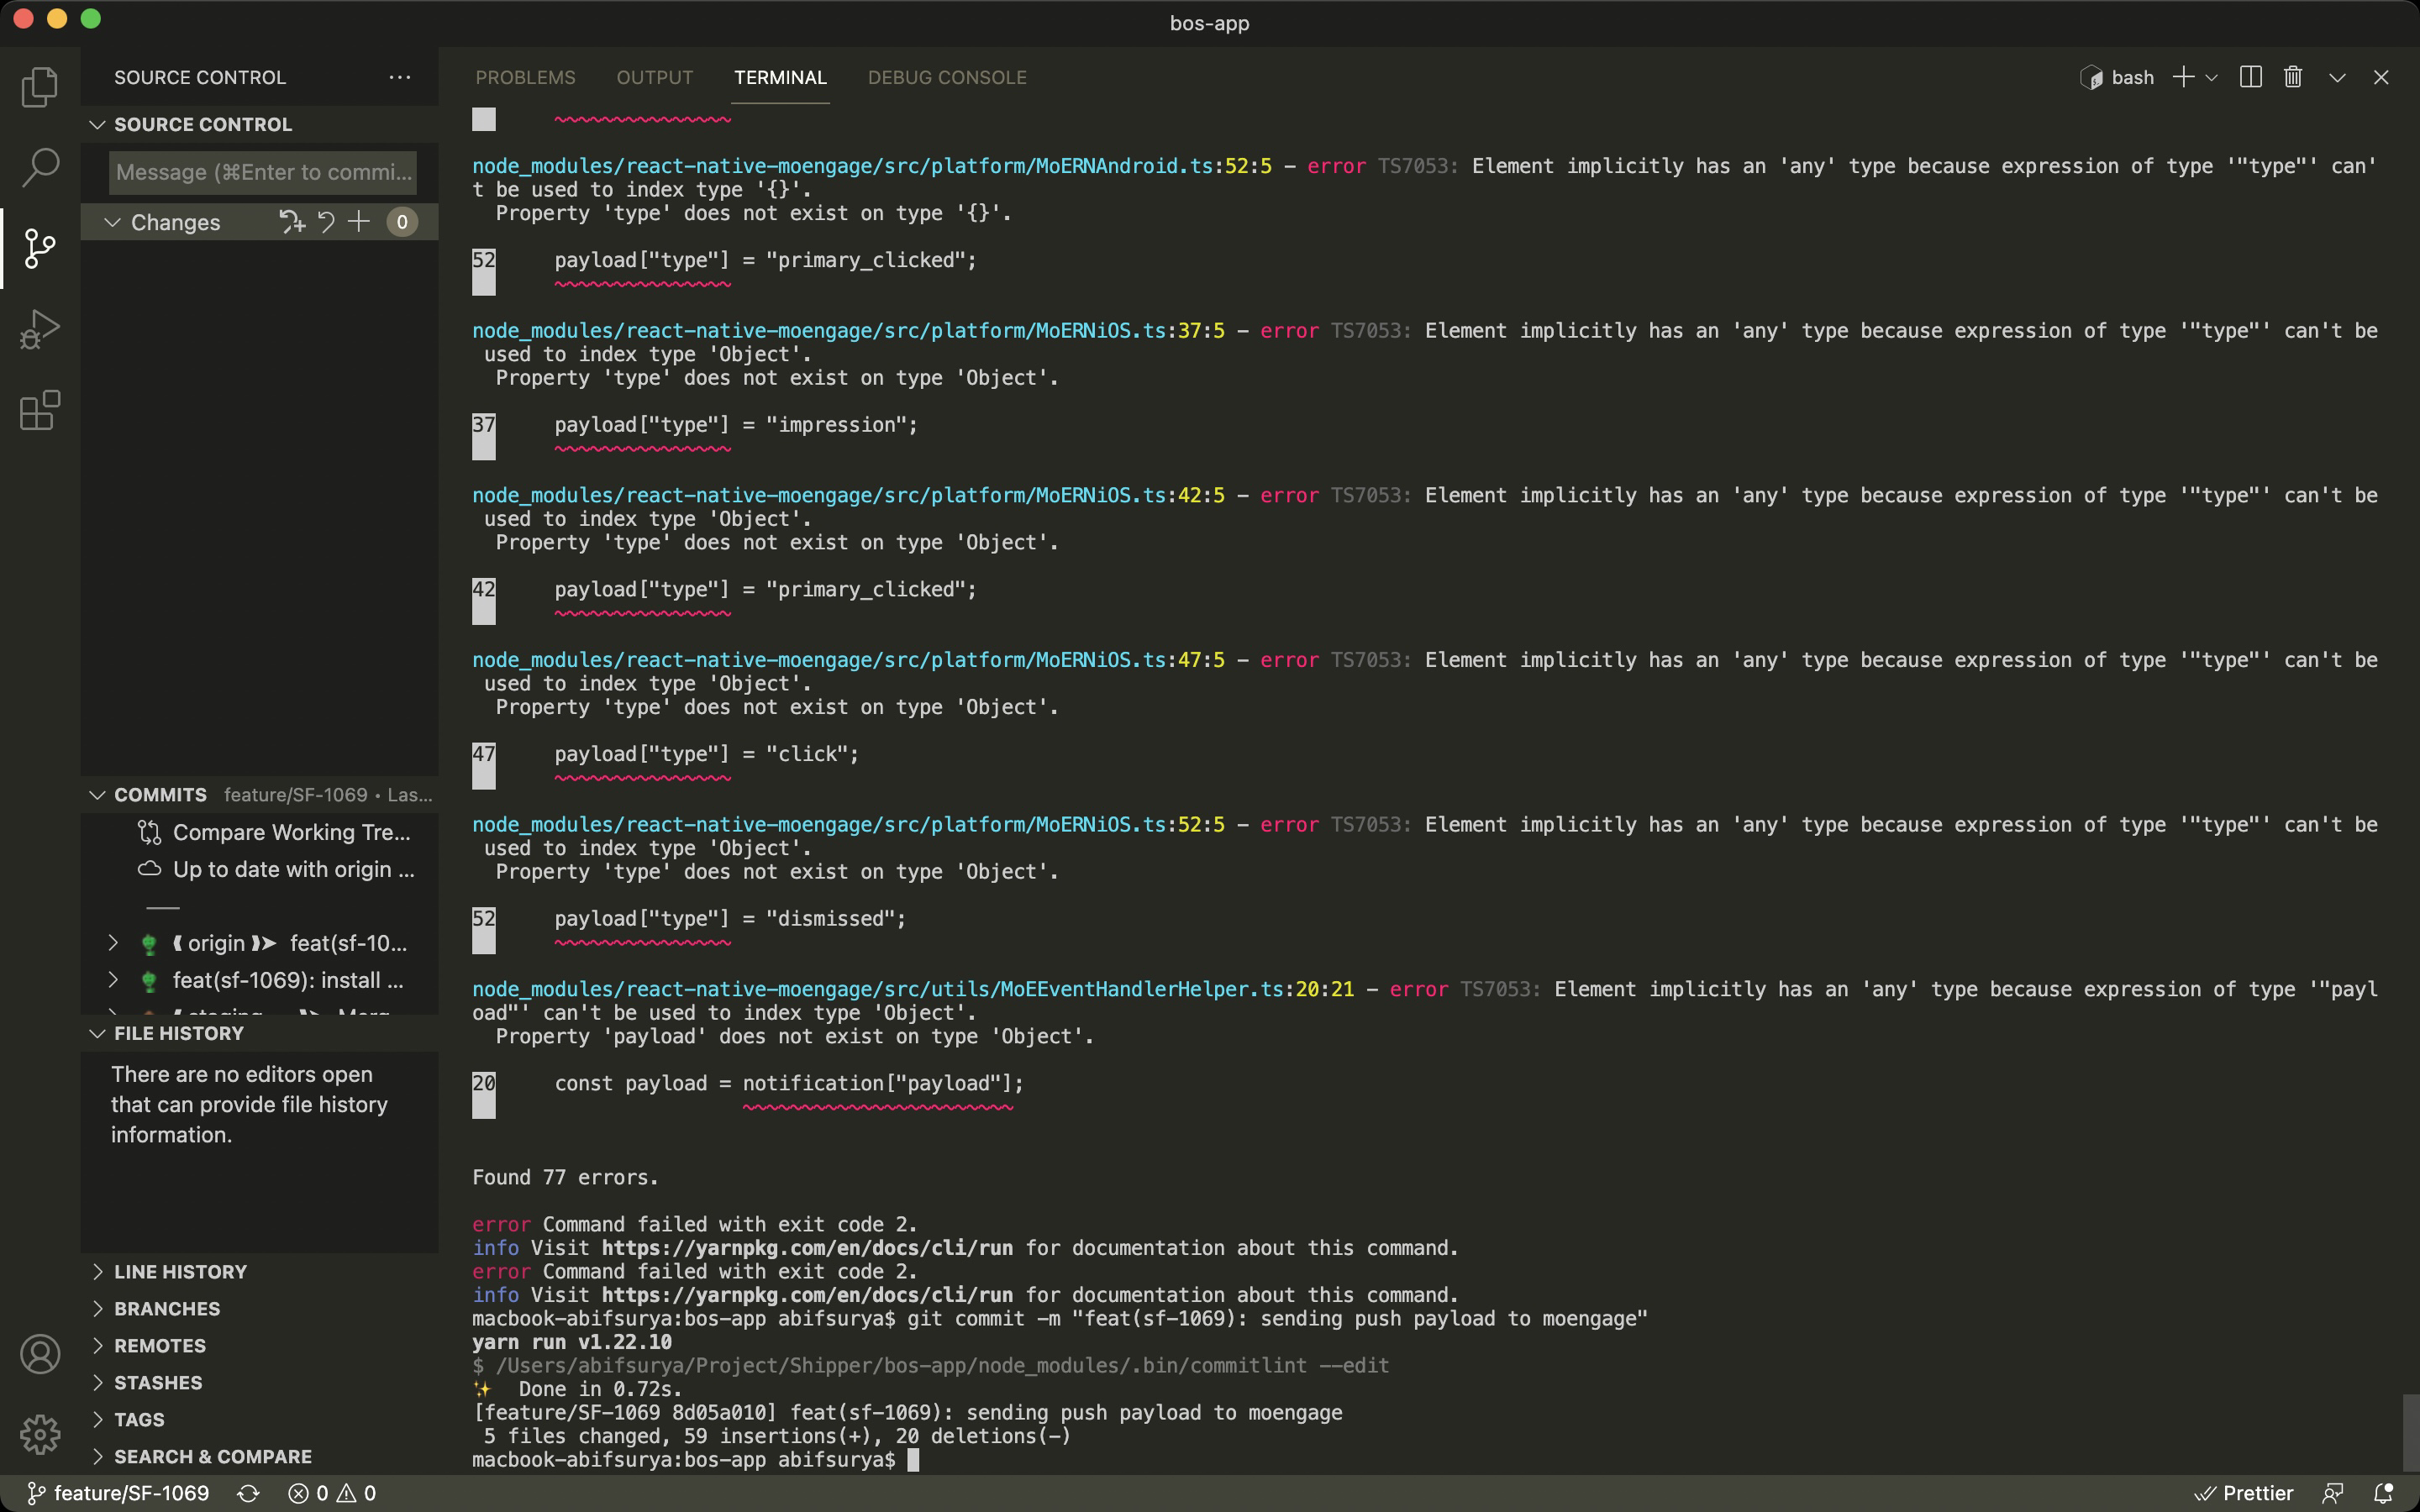 bos-app
SOURCE CONTROL
SOURCE CONTROL
Message (⌘Enter to commi...
Changes 0
COMMITS feature/SF-1069 • Las...
Compare Working Tre...
Up to date with origin ...
origin feat(sf-10...
feat(sf-1069): install ...
FILE HISTORY
There are no editors open
that can provide file history
information.
LINE HISTORY
BRANCHES
REMOTES
STASHES
TAGS
SEARCH & COMPARE
PROBLEMS OUTPUT TERMINAL DEBUG CONSOLE bash
node_modules/react-native-moengage/src/platform/MoERNAndroid.ts:52:5 - error TS7053: Element implicitly has an 'any' type because expression of type '"type"' can'
t be used to index type '{}'.
Property 'type' does not exist on type '{}'.
52 payload["type"] = "primary_clicked";
node_modules/react-native-moengage/src/platform/MoERNiOS.ts:37:5 - error TS7053: Element implicitly has an 'any' type because expression of type '"type"' can't be
used to index type 'Object'.
Property 'type' does not exist on type 'Object'.
37 payload["type"] = "impression";
node_modules/react-native-moengage/src/platform/MoERNiOS.ts:42:5 - error TS7053: Element implicitly has an 'any' type because expression of type '"type"' can't be
used to index type 'Object'.
Property 'type' does not exist on type 'Object'.
42 payload["type"] = "primary_clicked";
node_modules/react-native-moengage/src/platform/MoERNiOS.ts:47:5 - error TS7053: Element implicitly has an 'any' type because expression of type '"type"' can't be
used to index type 'Object'.
Property 'type' does not exist on type 'Object'.
47 payload["type"] = "click";
node_modules/react-native-moengage/src/platform/MoERNiOS.ts:52:5 - error TS7053: Element implicitly has an 'any' type because expression of type '"type"' can't be
used to index type 'Object'.
Property 'type' does not exist on type 'Object'.
52 payload["type"] = "dismissed";
node_modules/react-native-moengage/src/utils/MoEEventHandlerHelper.ts:20:21 - error TS7053: Element implicitly has an 'any' type because expression of type '"payl
oad"' can't be used to index type 'Object'.
Property 'payload' does not exist on type 'Object'.
20 const payload = notification["payload"];
Found 77 errors.
error Command failed with exit code 2.
info Visit https://yarnpkg.com/en/docs/cli/run for documentation about this command.
error Command failed with exit code 2.
info Visit https://yarnpkg.com/en/docs/cli/run for documentation about this command.
macbook-abifsurya:bos-app abifsurya$ git commit -m "feat(sf-1069): sending push payload to moengage"
yarn run v1.22.10
$ /Users/abifsurya/Project/Shipper/bos-app/node_modules/.bin/commitlint --edit
✨ Done in 0.72s.
[feature/SF-1069 8d05a010] feat(sf-1069): sending push payload to moengage
5 files changed, 59 insertions(+), 20 deletions(-)
macbook-abifsurya:bos-app abifsurya$
feature/SF-1069 0 0 Prettier